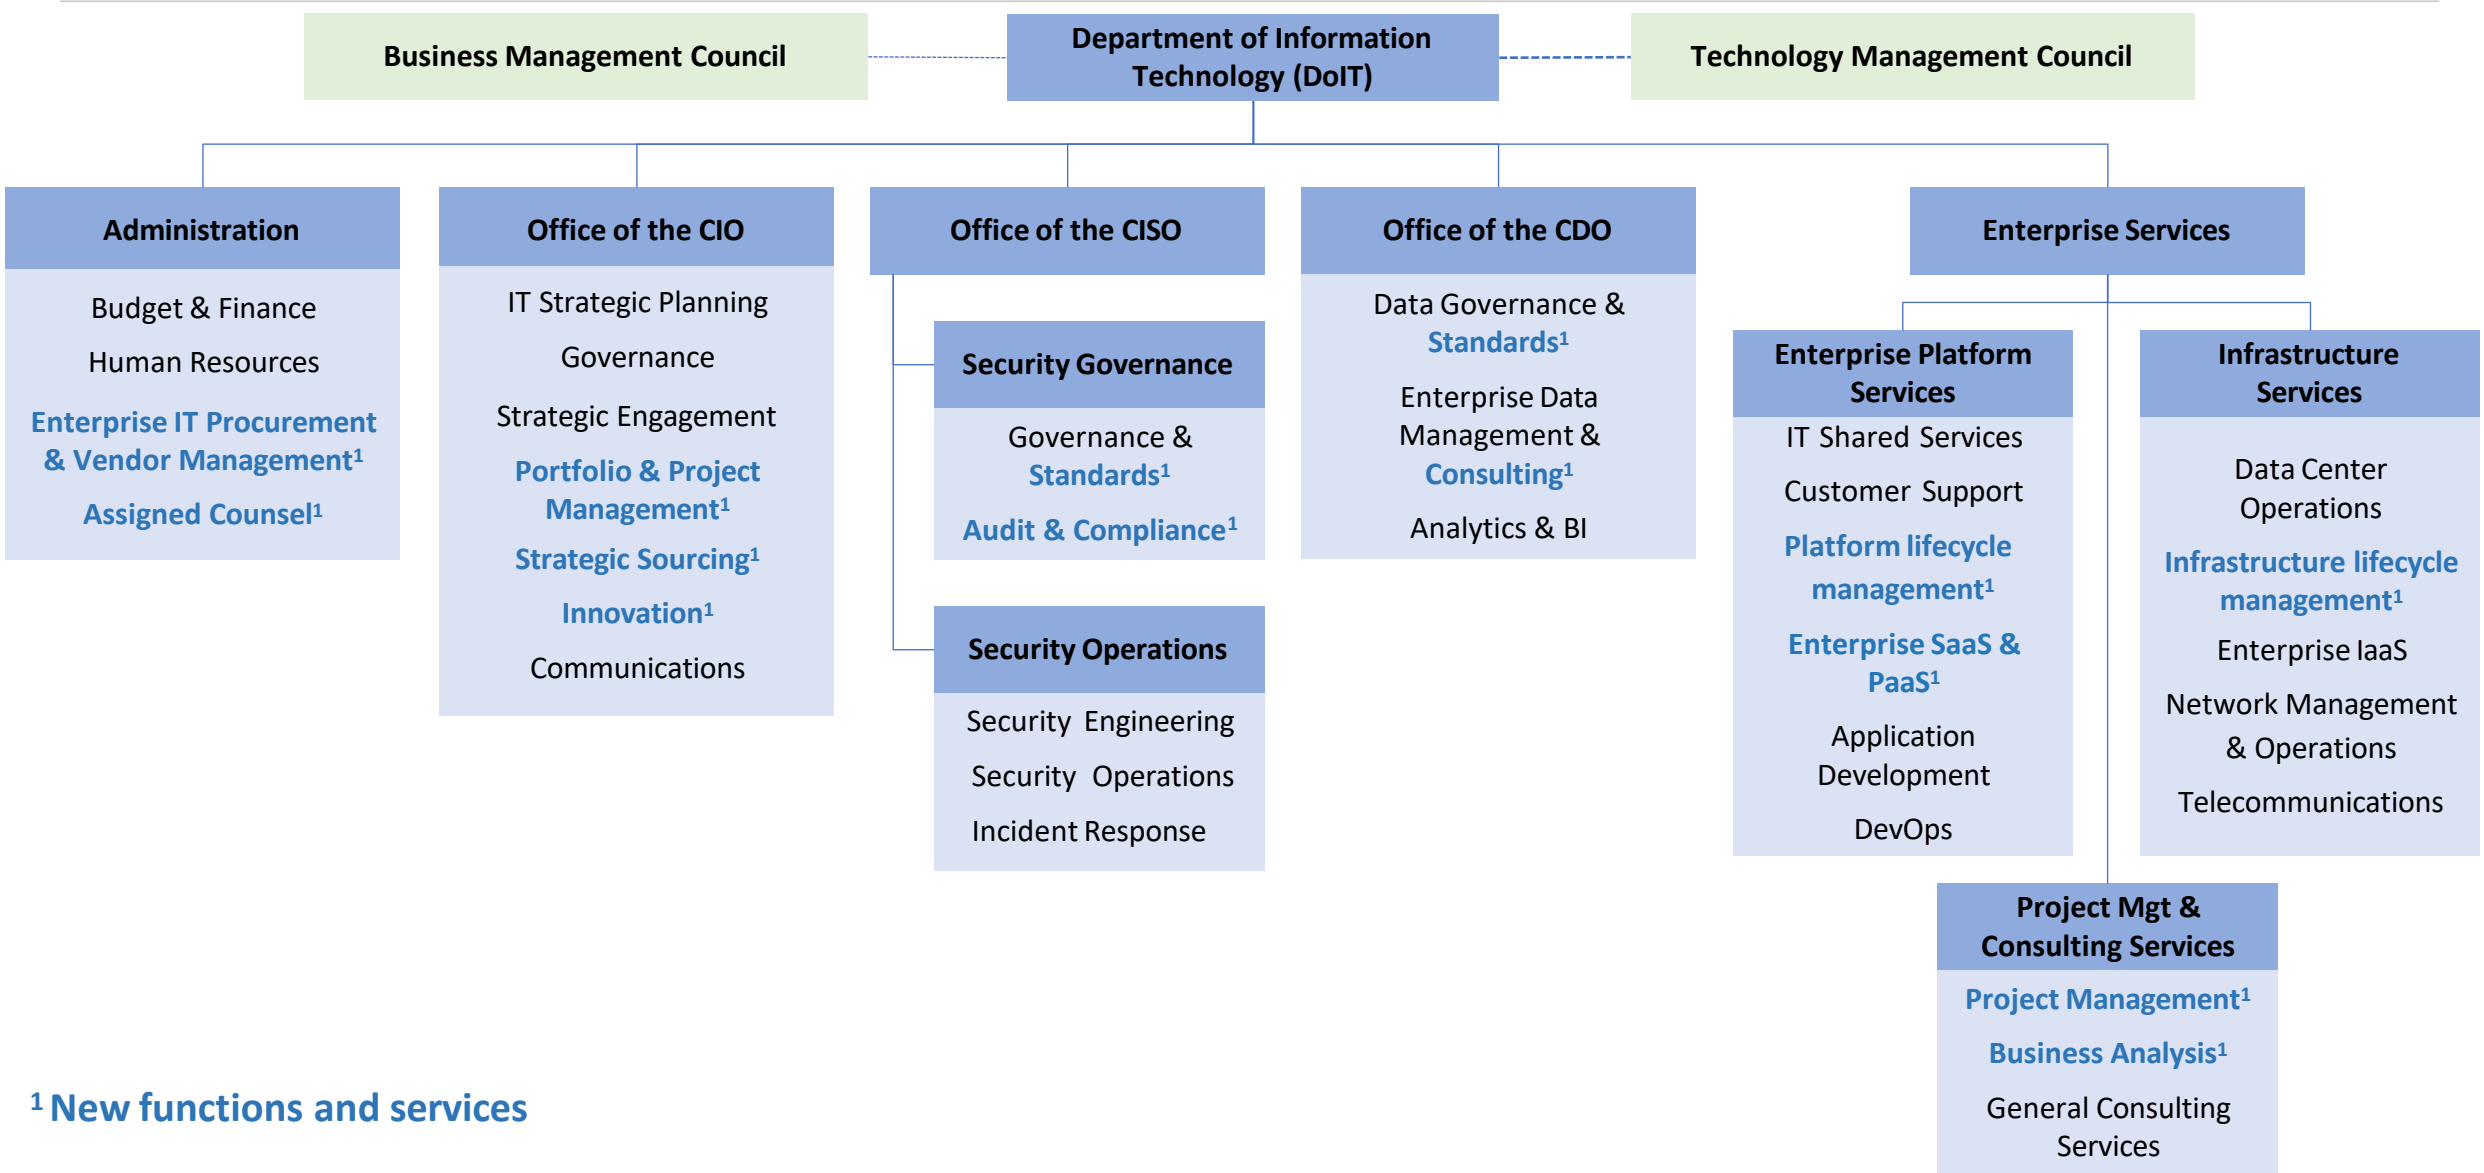 Business Management Council
Department of Information
Technology (DoIT)
Technology Management Council
Administration
Budget & Finance
Human Resources
Enterprise IT Procurement
& Vendor Management¹
Assigned Counsel¹
Office of the CIO
IT Strategic Planning
Governance
Strategic Engagement
Portfolio & Project
Management¹
Strategic Sourcing¹
Innovation¹
Communications
Office of the CISO
Security Governance
Governance &
Standards¹
Audit & Compliance¹
Security Operations
Security Engineering
Security Operations
Incident Response
Office of the CDO
Data Governance &
Standards¹
Enterprise Data
Management &
Consulting¹
Analytics & BI
Enterprise Services
Enterprise Platform
Services
IT Shared Services
Customer Support
Platform lifecycle
management¹
Enterprise SaaS &
PaaS¹
Application
Development
DevOps
Infrastructure
Services
Data Center
Operations
Infrastructure lifecycle
management¹
Enterprise IaaS
Network Management
& Operations
Telecommunications
Project Mgt &
Consulting Services
Project Management¹
Business Analysis¹
General Consulting
Services
¹ New functions and services